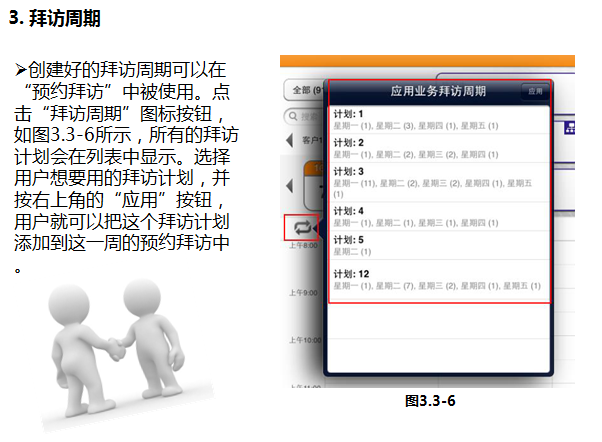 3. 拜访周期
➢创建好的拜访周期可以在
“预约拜访”中被使用。点
击“拜访周期”图标按钮，
如图3.3-6所示，所有的拜访
计划会在列表中显示。选择
用户想要用的拜访计划，并
按右上角的“应用”按钮，
用户就可以把这个拜访计划
添加到这一周的预约拜访中
。
全部 (9
搜索
客户1
上午8:00
上午9:00
上午10:00
上午11:00
应用业务拜访周期
应用
计划: 1
星期一 (1), 星期二 (3), 星期四 (1), 星期五 (1)
计划: 2
星期一 (1), 星期二 (2), 星期三 (2), 星期四 (1)
计划: 3
星期一 (11), 星期二 (2), 星期三 (2), 星期四 (1), 星期五
(1)
计划: 4
星期一 (1), 星期二 (1), 星期三 (1), 星期四 (1)
计划: 5
星期二 (1)
计划: 12
星期一 (1), 星期二 (7), 星期三 (2), 星期四 (1), 星期五 (1)
图3.3-6